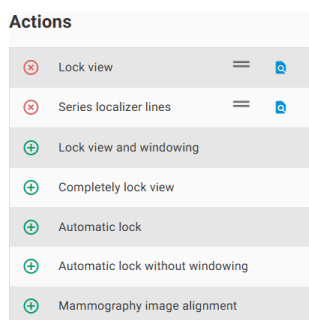 Actions
Lock view
Series localizer lines
Lock view and windowing
Completely lock view
Automatic lock
Automatic lock without windowing
Mammography image alignment